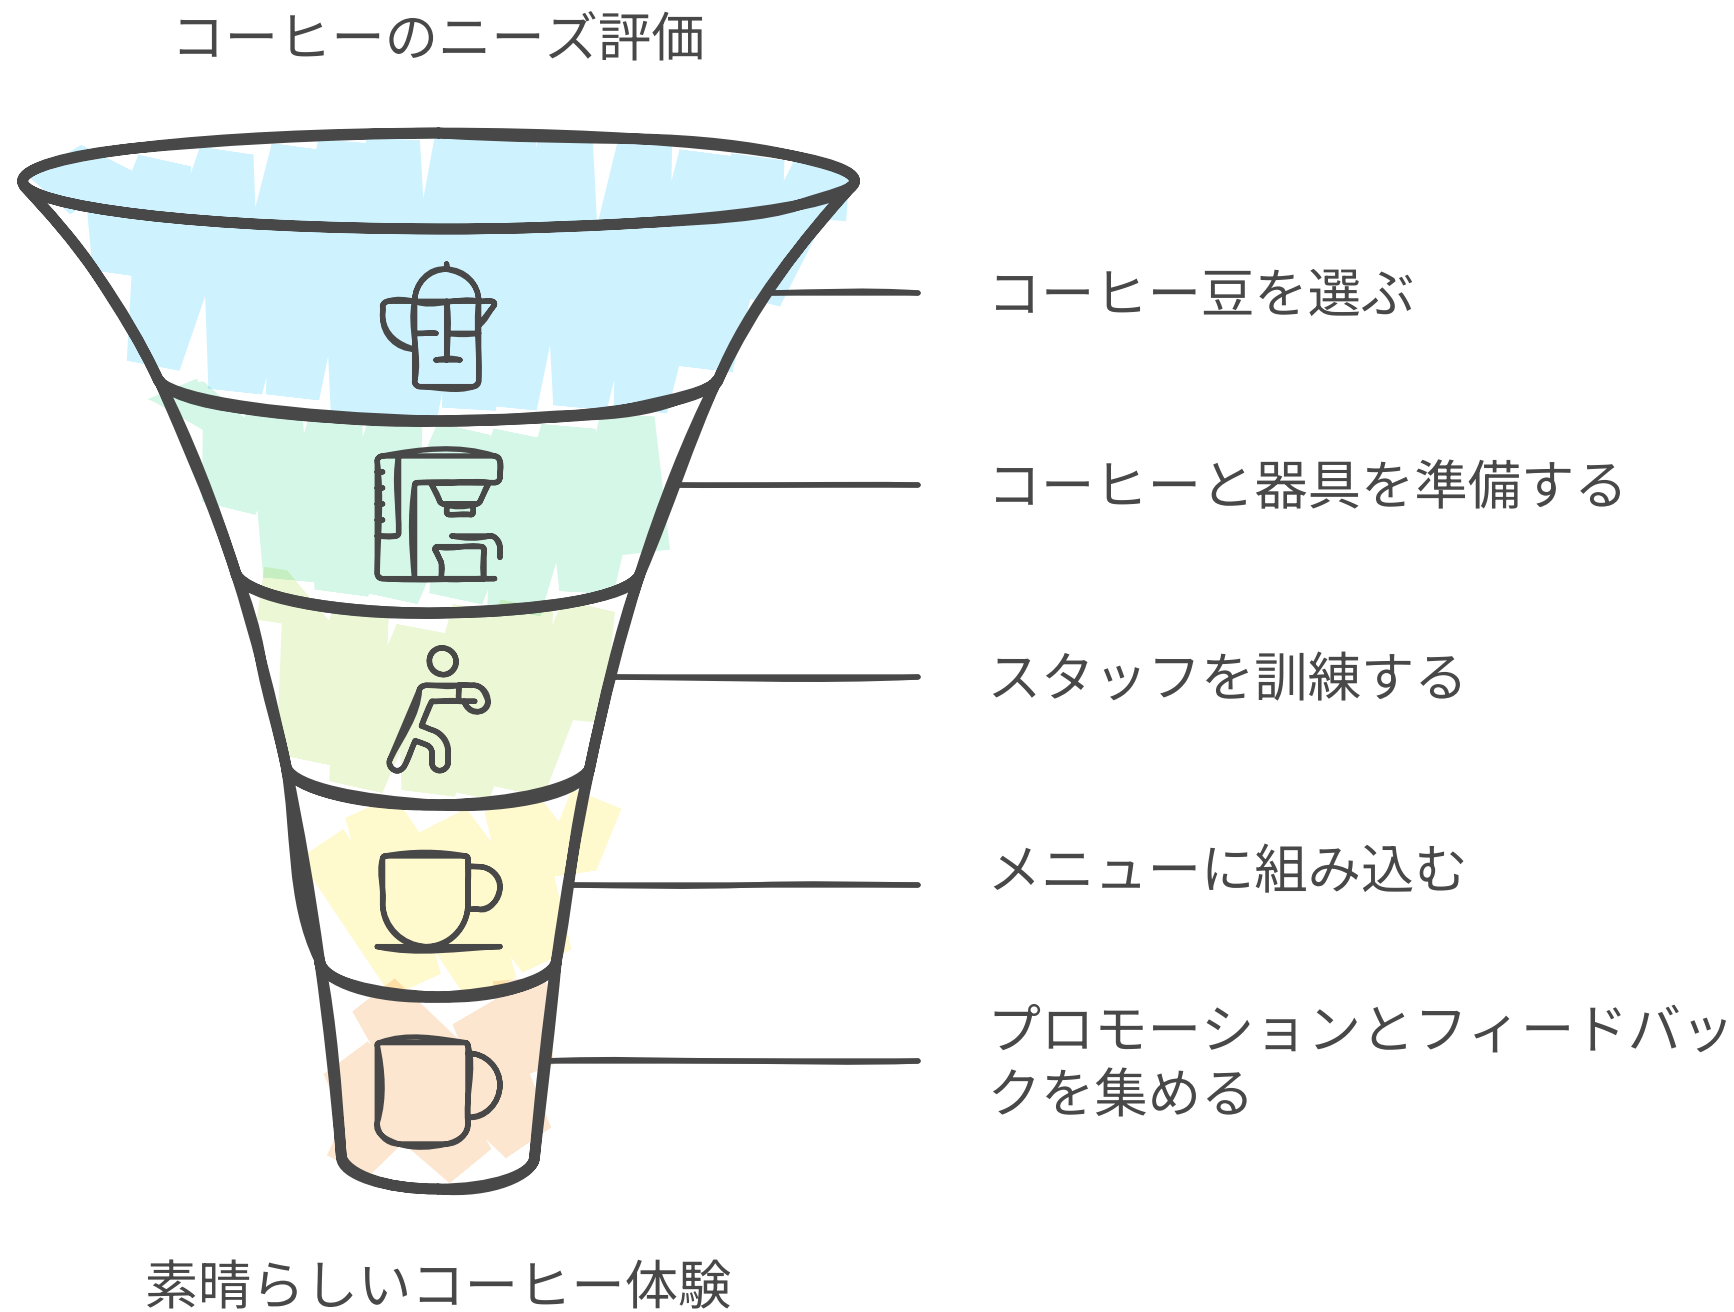 コーヒーのニーズ評価
コーヒー豆を選ぶ
コーヒーと器具を準備する
スタッフを訓練する
メニューに組み込む
プロモーションとフィードバッ
クを集める
素晴らしいコーヒー体験